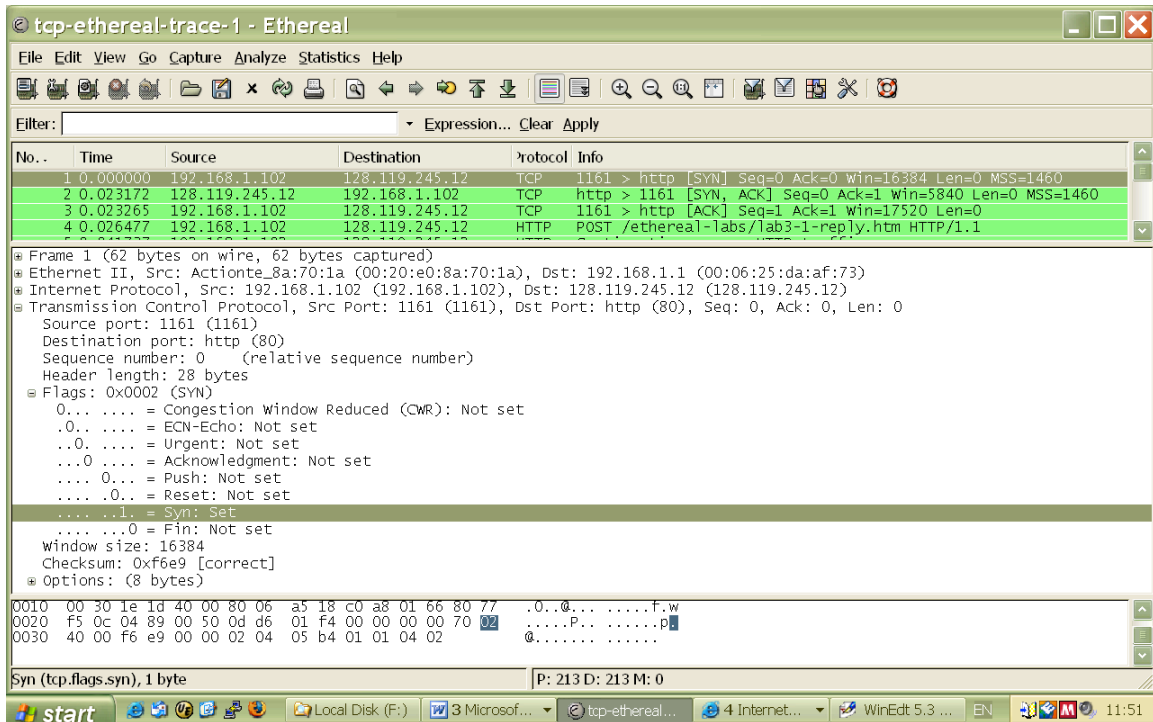 tcp-ethereal-trace-1 - Ethereal
File Edit View Go Capture Analyze Statistics Help
Filter: Expression... Clear Apply
No. . Time Source Destination Protocol Info
1 0.000000 192.168.1.102 128.119.245.12 TCP 1161 > http [SYN] Seq=0 Ack=0 Win=16384 Len=0 MSS=1460
2 0.023172 128.119.245.12 192.168.1.102 TCP http > 1161 [SYN, ACK] Seq=0 Ack=1 Win=5840 Len=0 MSS=1460
3 0.023265 192.168.1.102 128.119.245.12 TCP 1161 > http [ACK] Seq=1 Ack=1 Win=17520 Len=0
4 0.026477 192.168.1.102 128.119.245.12 HTTP POST /ethereal-labs/lab3-1-reply.htm HTTP/1.1
Frame 1 (62 bytes on wire, 62 bytes captured)
Ethernet II, Src: Actionte_8a:70:1a (00:20:e0:8a:70:1a), Dst: 192.168.1.1 (00:06:25:da:af:73)
Internet Protocol, Src: 192.168.1.102 (192.168.1.102), Dst: 128.119.245.12 (128.119.245.12)
Transmission Control Protocol, Src Port: 1161 (1161), Dst Port: http (80), Seq: 0, Ack: 0, Len: 0
Source port: 1161 (1161)
Destination port: http (80)
Sequence number: 0 (relative sequence number)
Header length: 28 bytes
Flags: 0x0002 (SYN)
0... .... = Congestion Window Reduced (CWR): Not set
.0.. .... = ECN-Echo: Not set
..0. .... = Urgent: Not set
...0 .... = Acknowledgment: Not set
.... 0... = Push: Not set
.... .0.. = Reset: Not set
.... ..1. = Syn: Set
.... ...0 = Fin: Not set
Window size: 16384
Checksum: 0xf6e9 [correct]
Options: (8 bytes)
0010 00 30 1e 1d 40 00 80 06 a5 18 c0 a8 01 66 80 77 .0..@... .....f.w
0020 f5 0c 04 89 00 50 0d d6 01 f4 00 00 00 00 70 02 .....P.. ......p.
0030 40 00 f6 e9 00 00 02 04 05 b4 01 01 04 02 @....... ......
Syn (tcp.flags.syn), 1 byte P: 213 D: 213 M: 0
start Local Disk (F:) 3 Microsof... tcp-ethereal... 4 Internet... WinEdt 5.3 ... EN 11:51